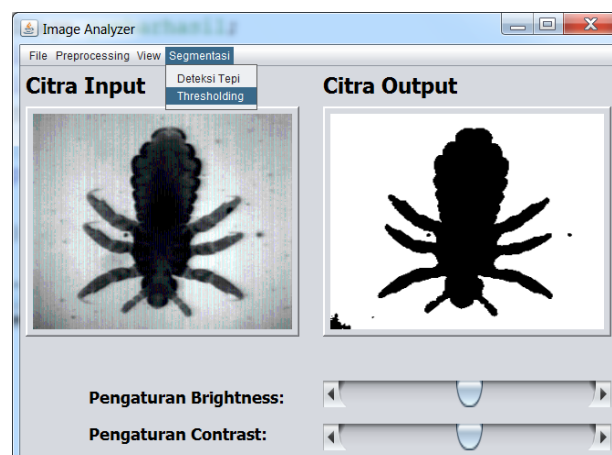 Image Analyzer
File Preprocessing View Segmentasi
Deteksi Tepi
Thresholding
Citra Input
Citra Output
Pengaturan Brightness:
Pengaturan Contrast: